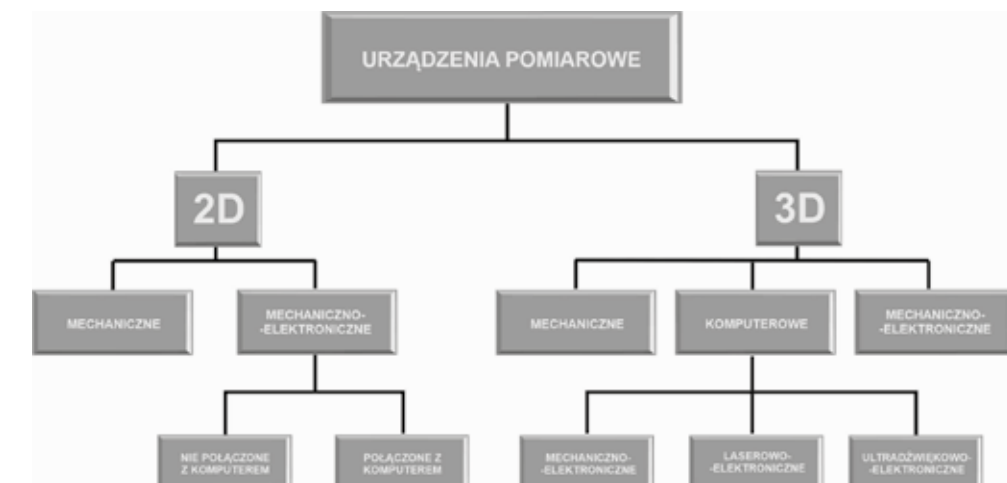 URZĄDZENIA POMIAROWE
2D
3D
MECHANICZNE
MECHANICZNO-
-ELEKTRONICZNE
MECHANICZNE
KOMPUTEROWE
MECHANICZNO-
-ELEKTRONICZNE
NIE POŁĄCZONE
Z KOMPUTEREM
POŁĄCZONE Z
KOMPUTEREM
MECHANICZNO-
-ELEKTRONICZNE
LASEROWO-
-ELEKTRONICZNE
ULTRADŹWIĘKOWO-
-ELEKTRONICZNE